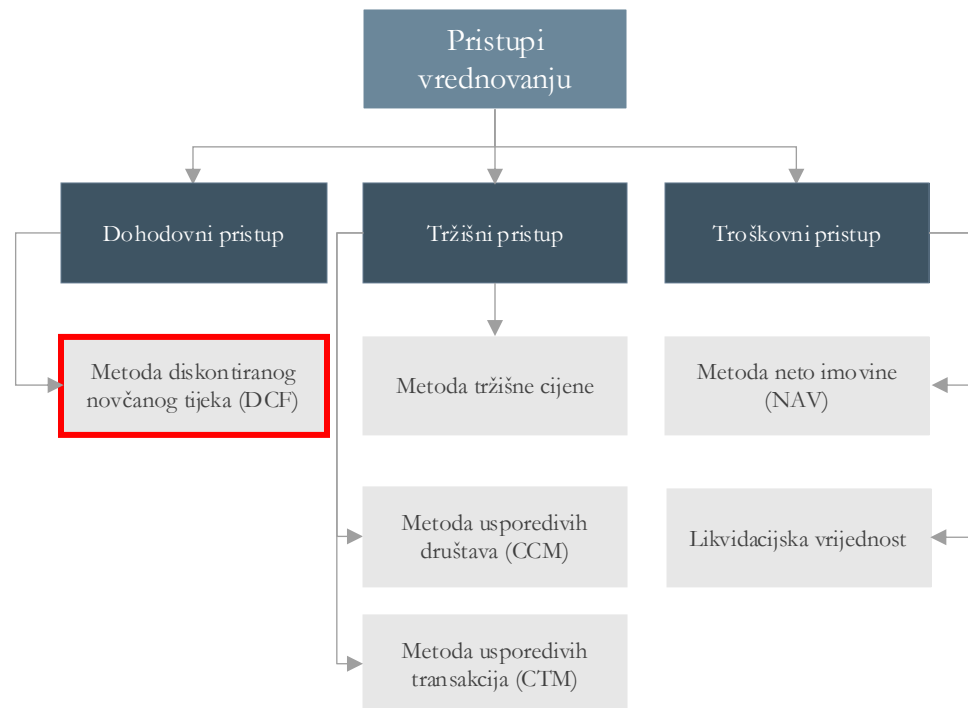 Pristupi
vrednovanju
Dohodovni pristup
Tržišni pristup
Troškovni pristup
Metoda diskontiranog
novčanog tijeka (DCF)
Metoda tržišne cijene
Metoda neto imovine
(NAV)
Metoda usporedivih
društava (CCM)
Likvidacijska vrijednost
Metoda usporedivih
transakcija (CTM)